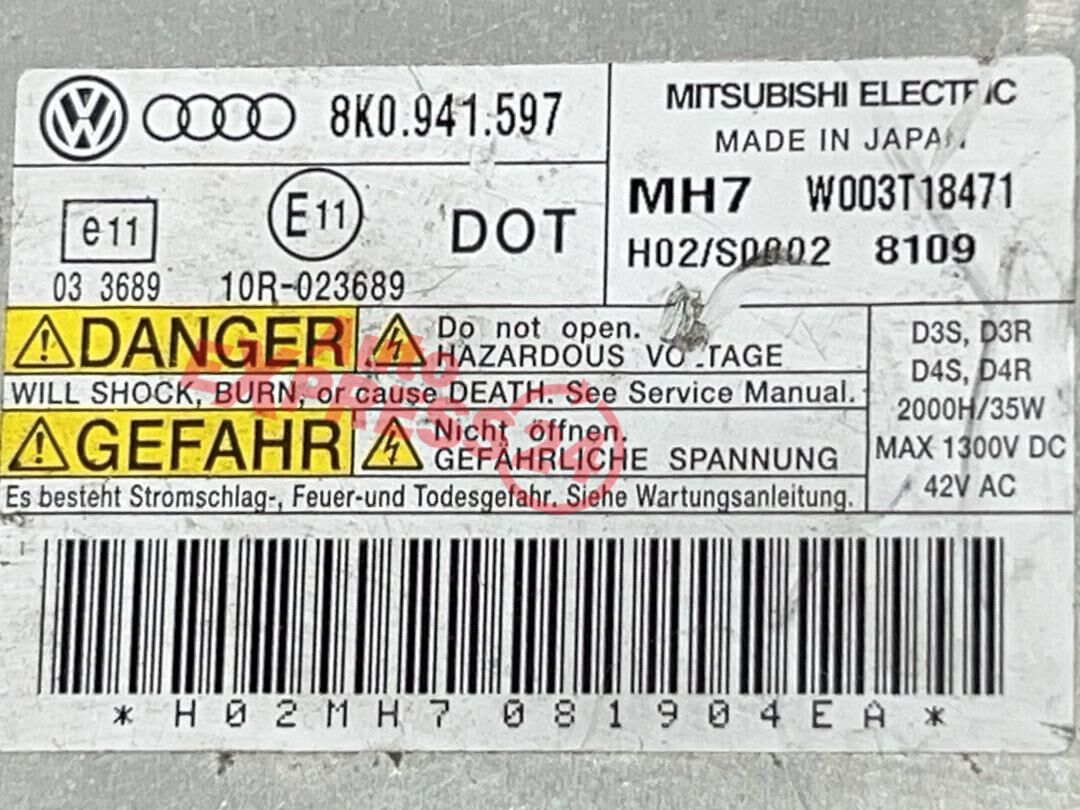 8K0.941.597
MITSUBISHI ELECTRIC
MADE IN JAPAN.
MH7 W003T18471
H02/S0002 8109
e11
E11
DOT
03 3689
10R-023689
DANGER
Do not open.
HAZARDOUS VOLTAGE
WILL SHOCK, BURN, or cause DEATH. See Service Manual.
GEFAHR
Nicht öffnen.
GEFÄHRLICHE SPANNUNG
Es besteht Stromschlag-, Feuer-und Todesgefahr. Siehe Wartungsanleitung.
D3S, D3R
D4S, D4R
2000H/35W
MAX 1300V DC
42V AC
Auto
EXPRESS24
*H02MH7081904EA*